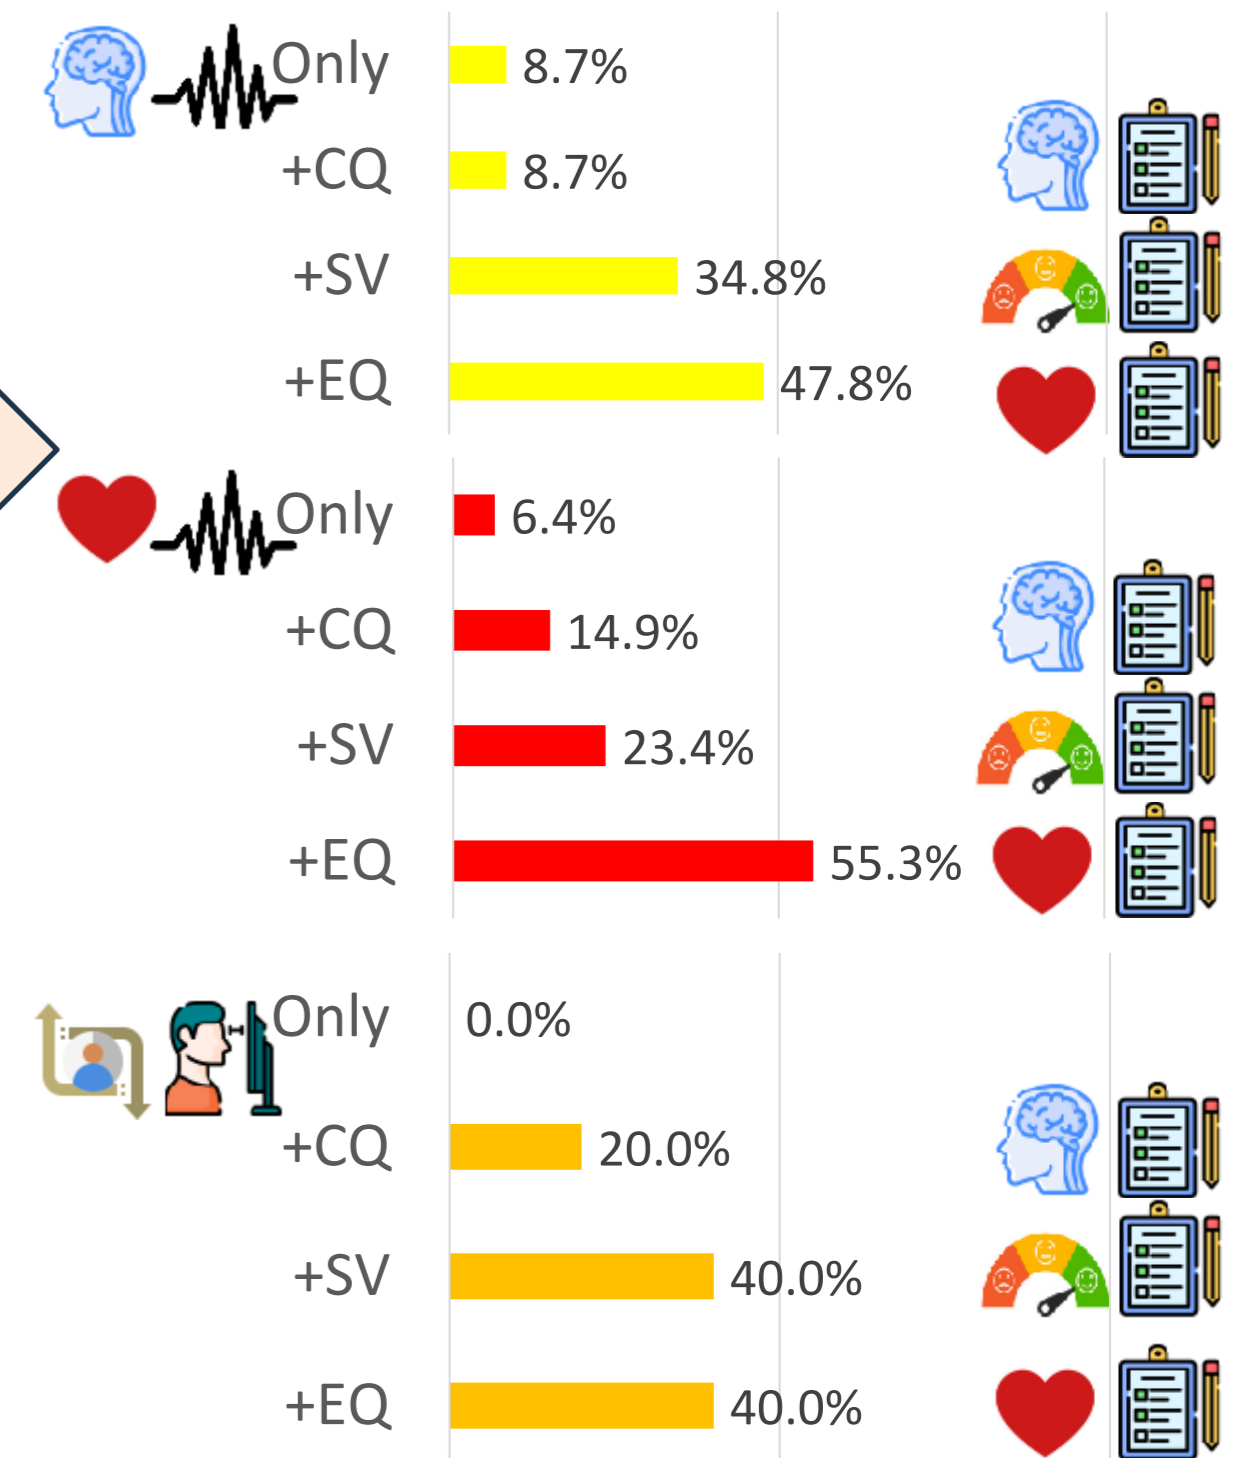 Only 8.7%
+CQ 8.7%
+SV 34.8%
+EQ 47.8%
Only 6.4%
+CQ 14.9%
+SV 23.4%
+EQ 55.3%
Only 0.0%
+CQ 20.0%
+SV 40.0%
+EQ 40.0%